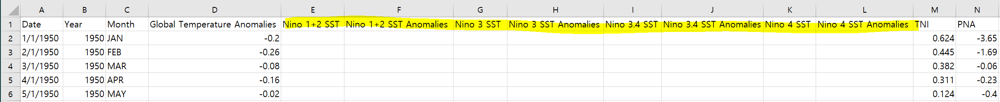 A B C D E F G H I J K L M N
1 Date Year Month Global Temperature Anomalies Nino 1+2 SST Nino 1+2 SST Anomalies Nino 3 SST Nino 3 SST Anomalies Nino 3.4 SST Nino 3.4 SST Anomalies Nino 4 SST Nino 4 SST Anomalies TNI PNA
2 1/1/1950 1950 JAN -0.2 0.624 -3.65
3 2/1/1950 1950 FEB -0.26 0.445 -1.69
4 3/1/1950 1950 MAR -0.08 0.382 -0.06
5 4/1/1950 1950 APR -0.16 0.311 -0.23
6 5/1/1950 1950 MAY -0.02 0.124 -0.4